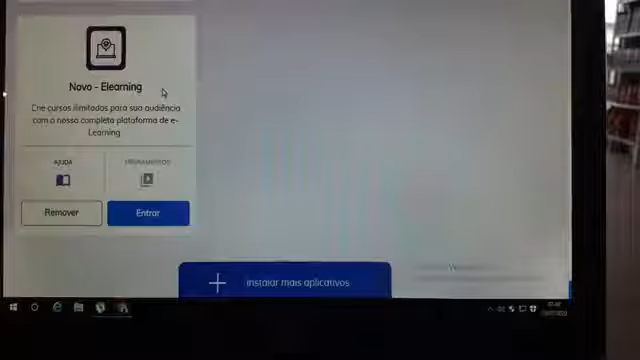 Novo - Elearning
Crie cursos ilimitados para sua audiência
com a nossa completa plataforma de e-
Learning
AJUDA
TREINAMENTOS
Remover
Entrar
instalar mais aplicativos